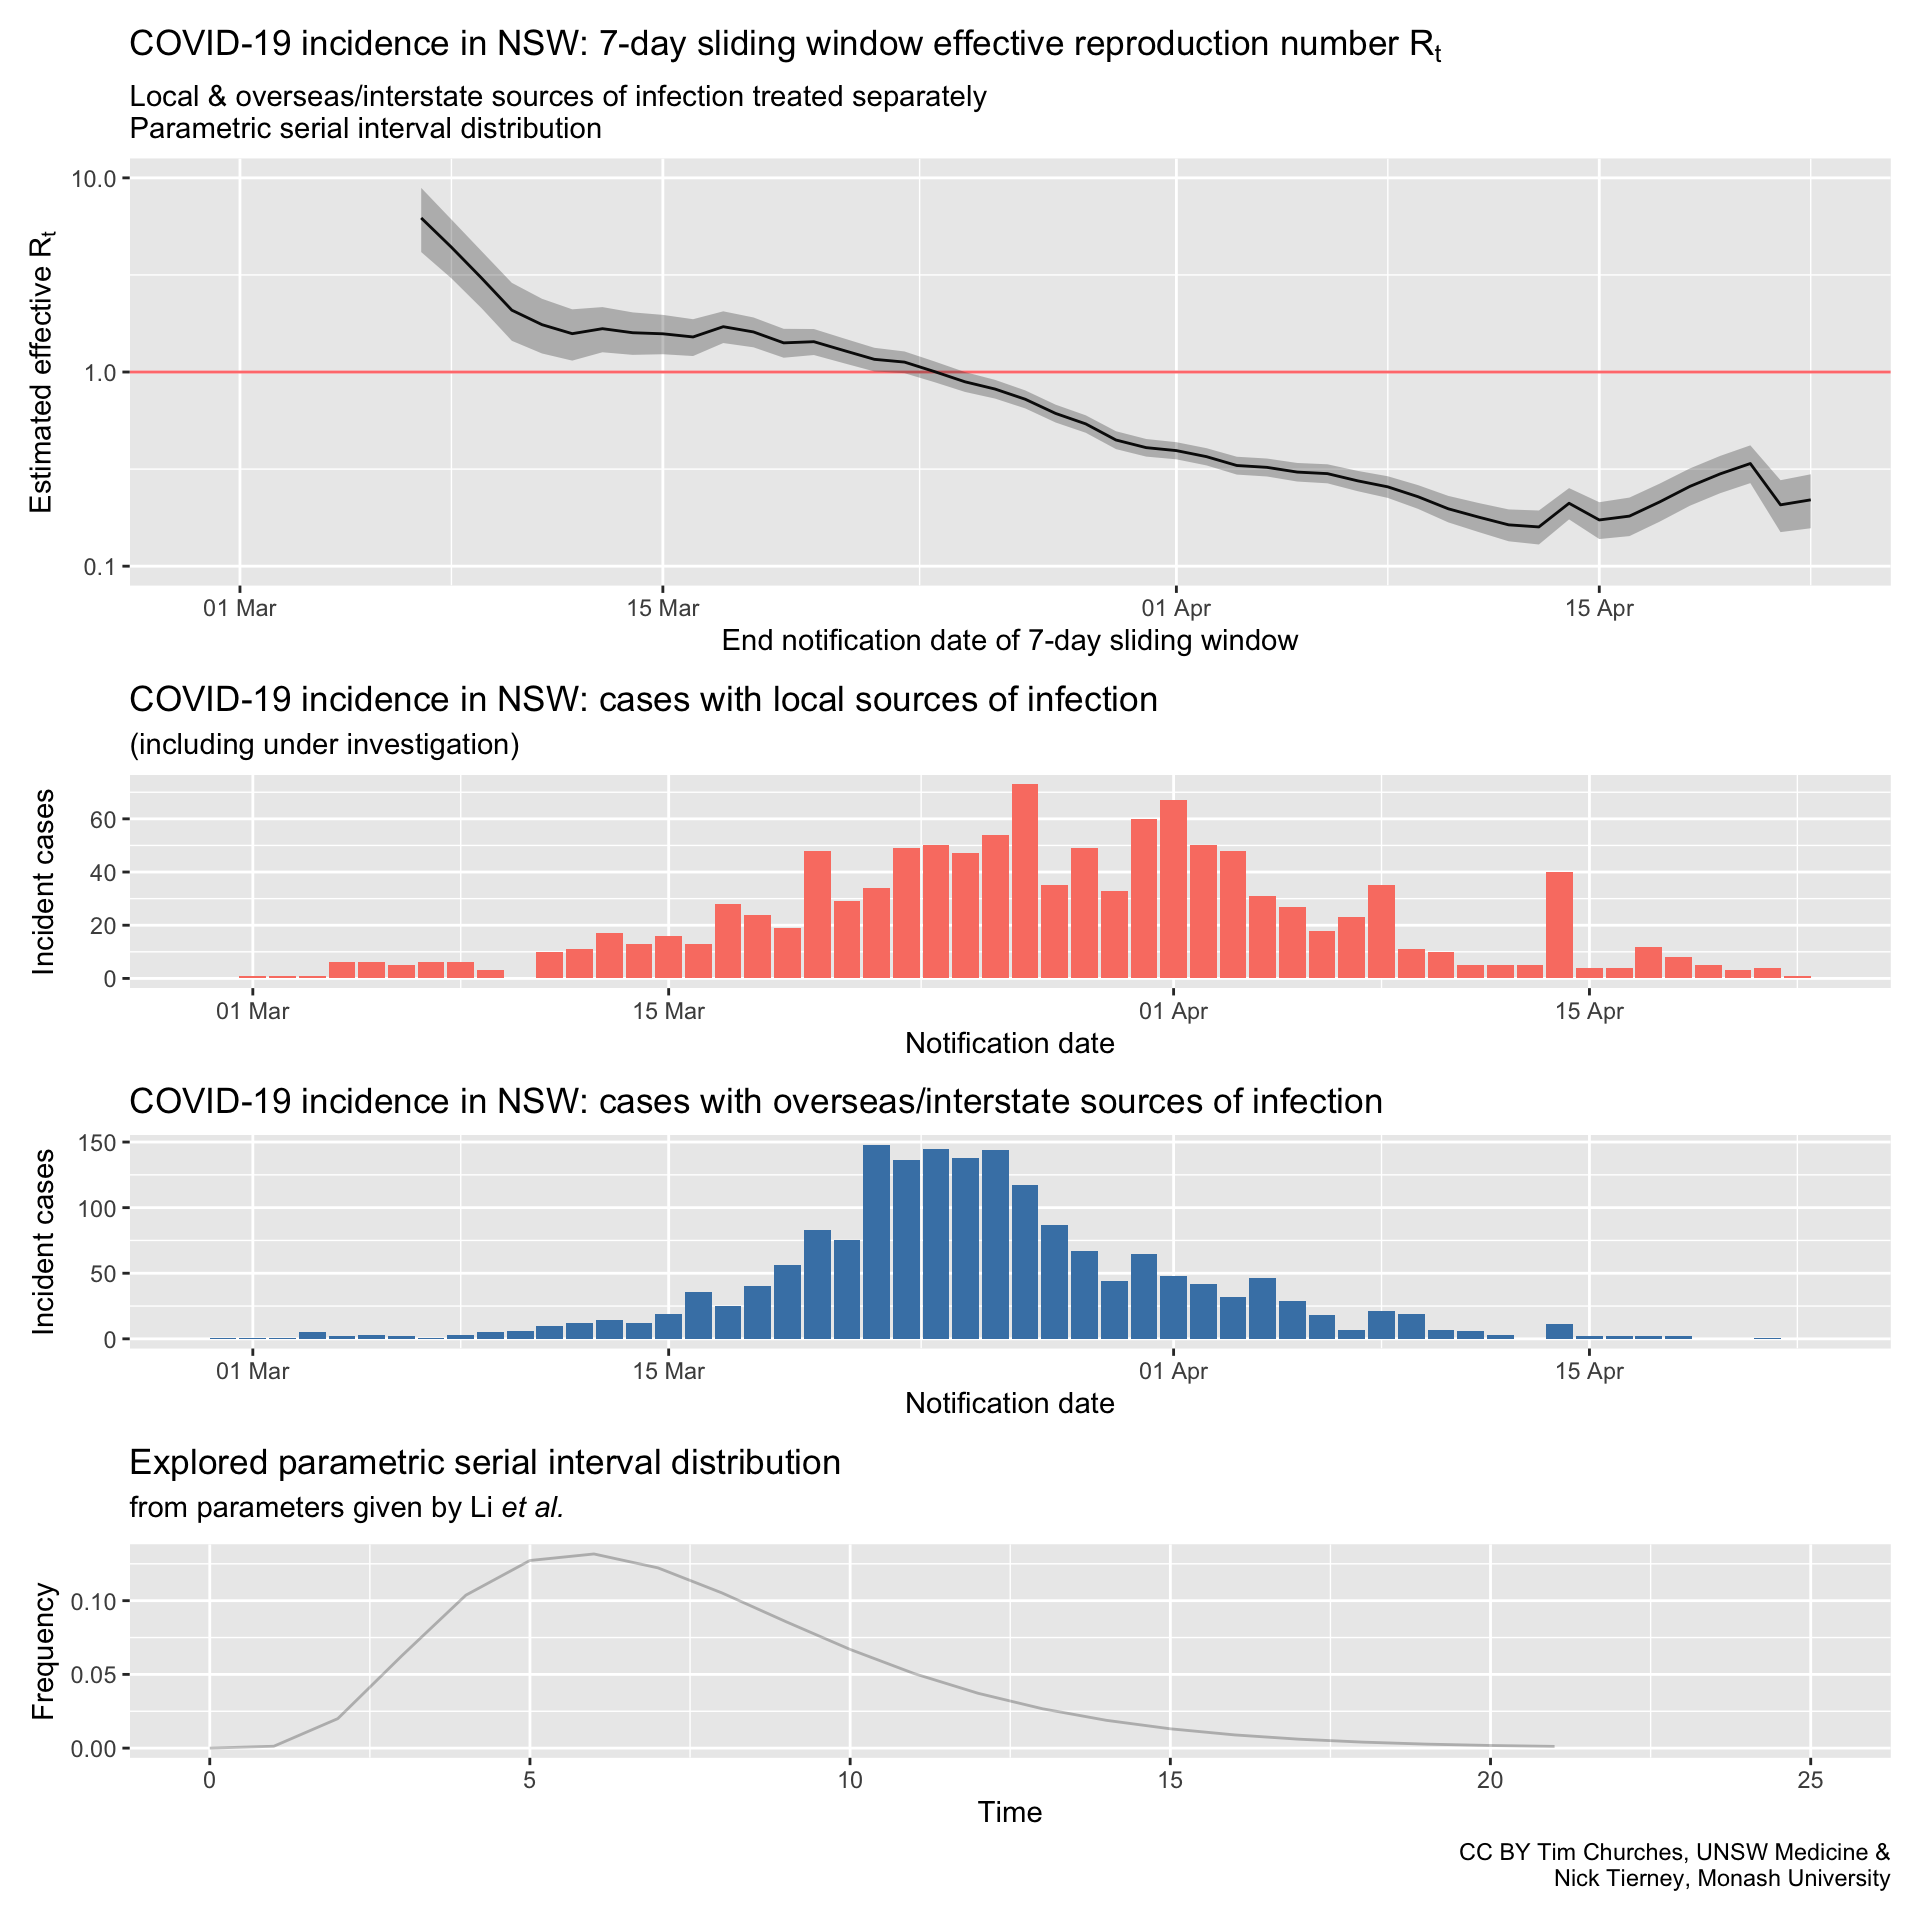 COVID-19 incidence in NSW: 7-day sliding window effective reproduction number Rt
Local & overseas/interstate sources of infection treated separately
Parametric serial interval distribution
Estimated effective Rt
10.0
1.0
0.1
01 Mar
15 Mar
01 Apr
15 Apr
End notification date of 7-day sliding window
COVID-19 incidence in NSW: cases with local sources of infection
(including under investigation)
Incident cases
60
40
20
0
01 Mar
15 Mar
01 Apr
15 Apr
Notification date
COVID-19 incidence in NSW: cases with overseas/interstate sources of infection
Incident cases
150
100
50
0
01 Mar
15 Mar
01 Apr
15 Apr
Notification date
Explored parametric serial interval distribution
from parameters given by Li et al.
Frequency
0.10
0.05
0.00
0
5
10
15
20
25
Time
CC BY Tim Churches, UNSW Medicine &
Nick Tierney, Monash University